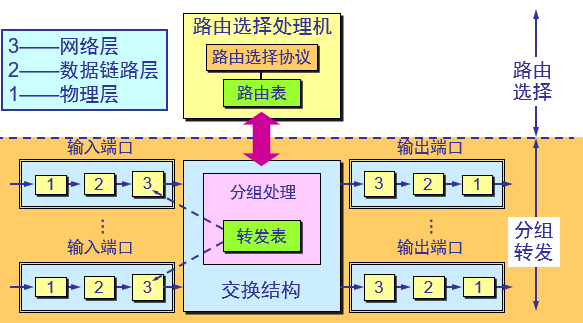 3——网络层
2——数据链路层
1——物理层
路由选择处理机
路由选择协议
路由表
路由
选择
输入端口
1 2 3
输出端口
3 2 1
分组处理
转发表
交换结构
分组
转发
⋮
⋮
输入端口
1 2 3
输出端口
3 2 1